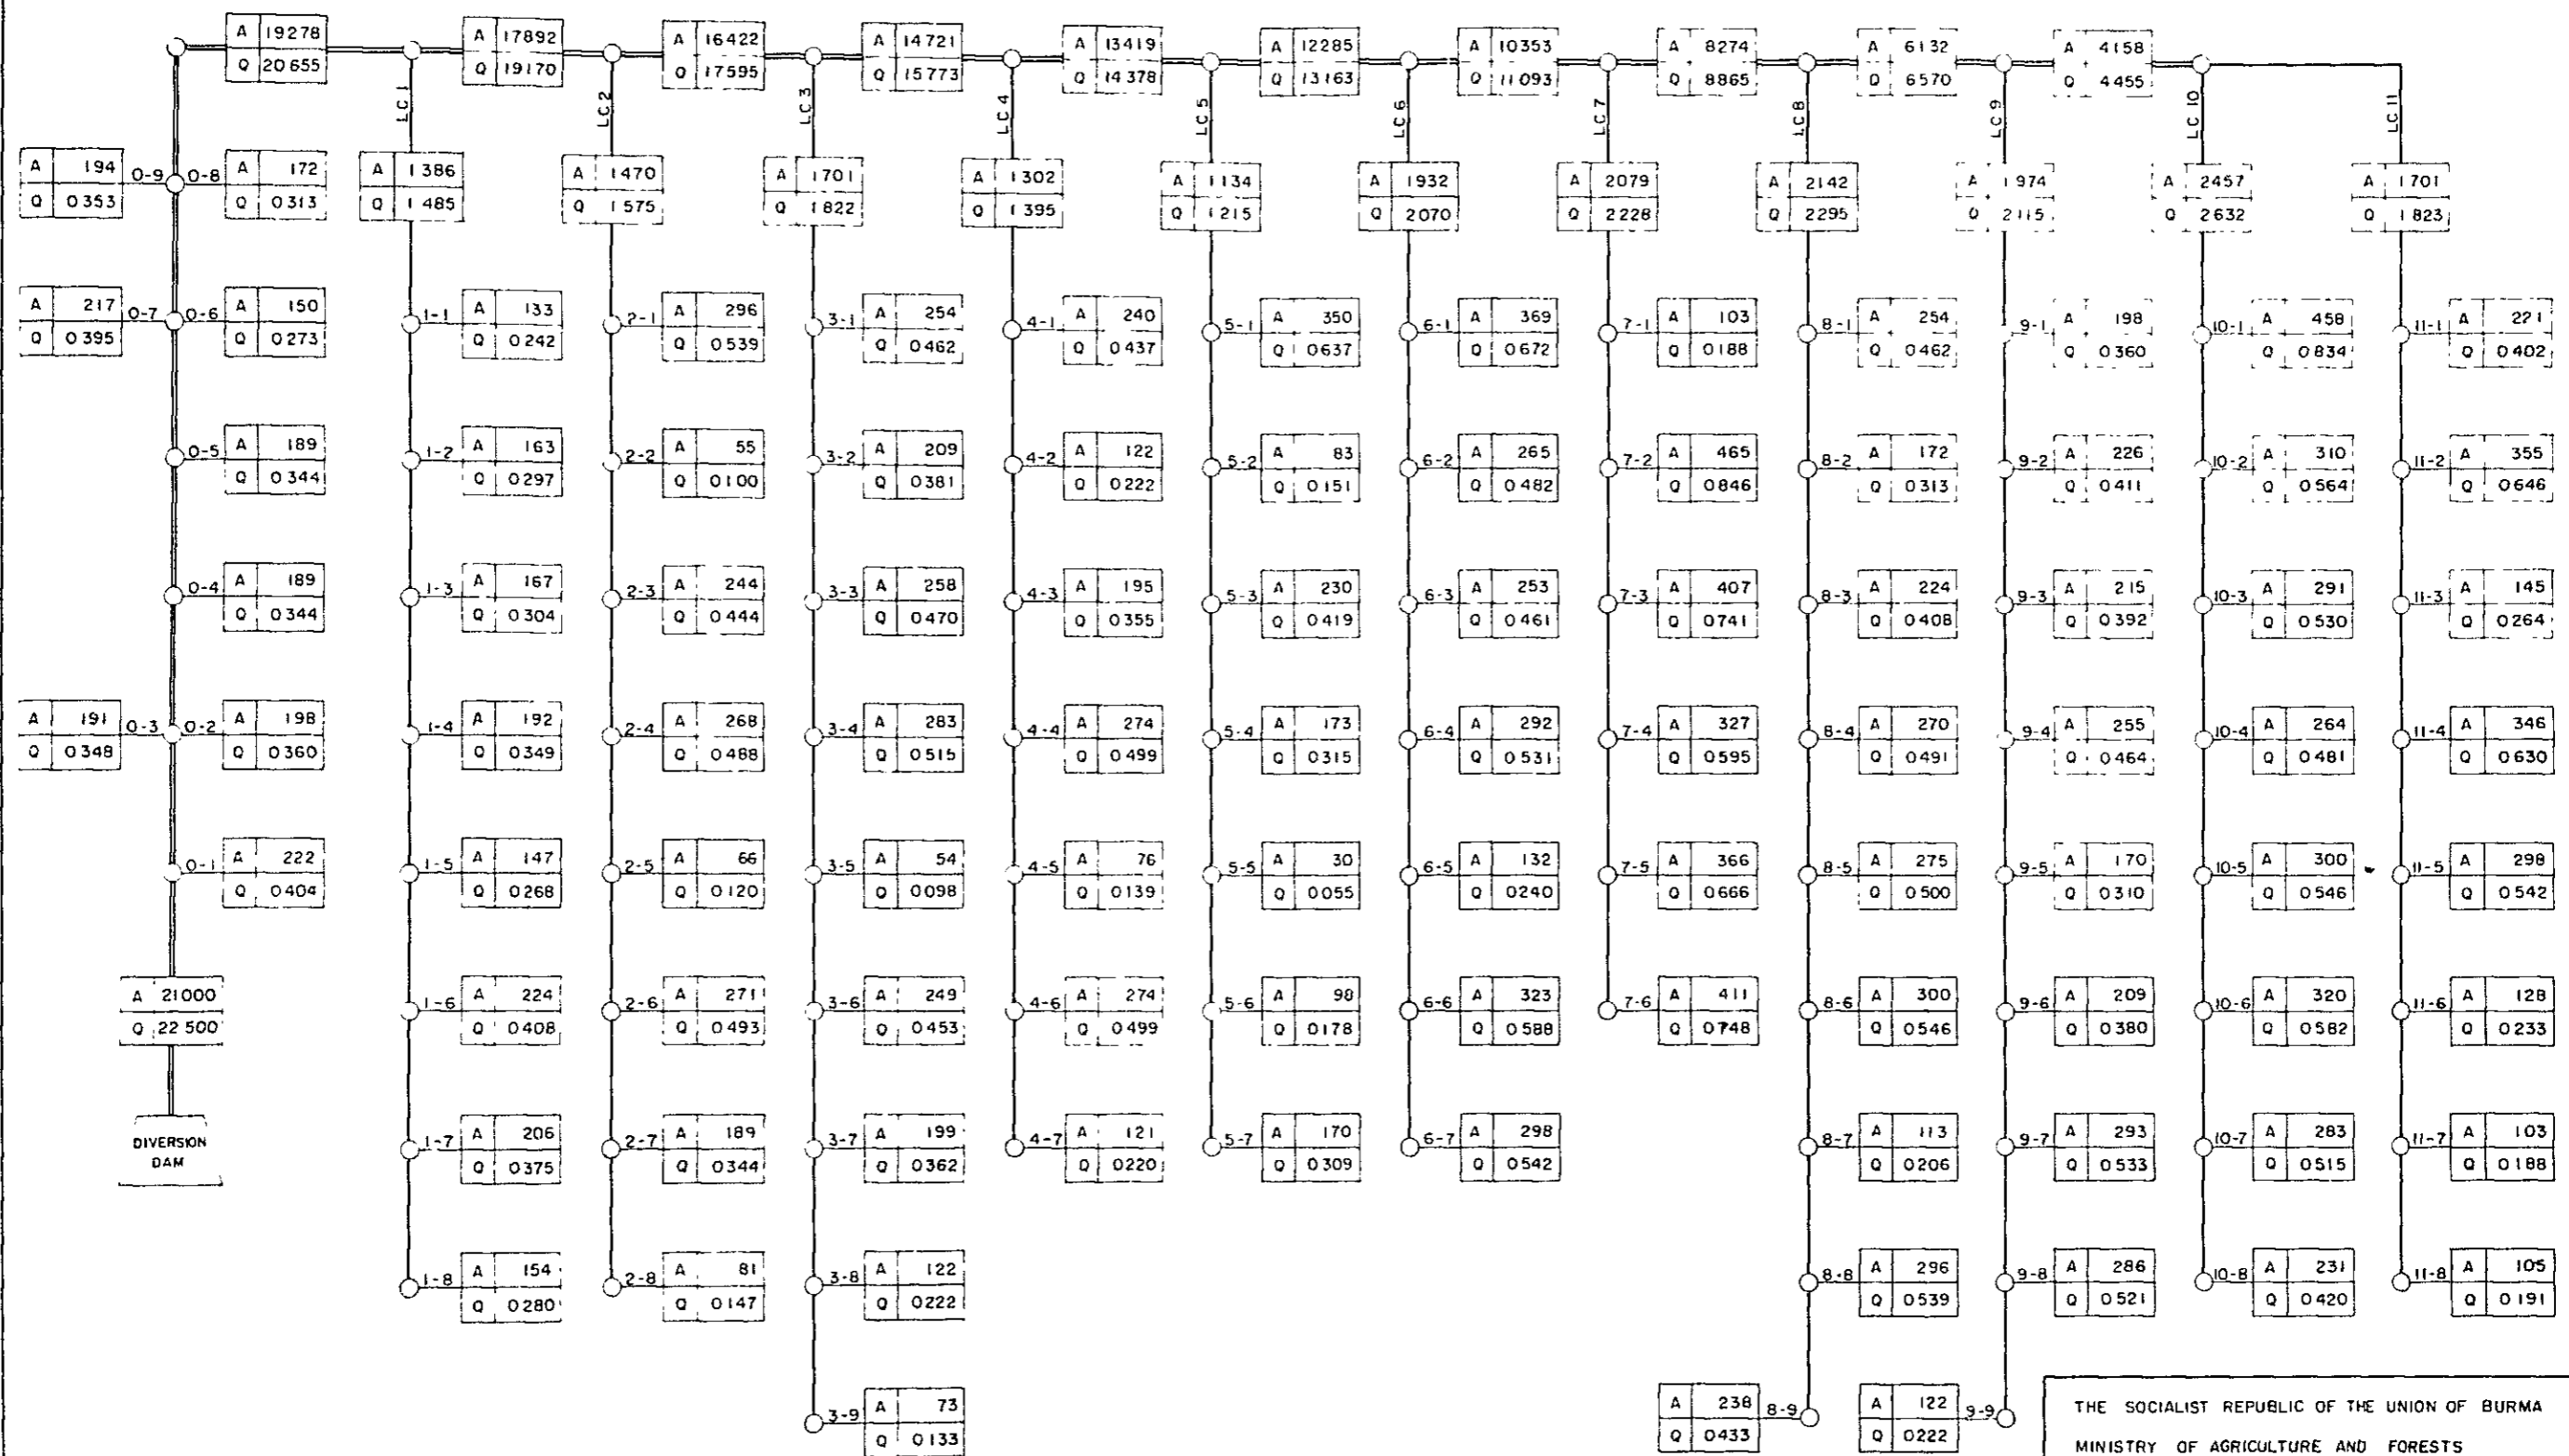 A 19278
Q 20655
A 17892
Q 19170
A 16422
Q 17595
A 14721
Q 15773
A 13419
Q 14378
A 12285
Q 13163
A 10353
Q 11093
A 8274
Q 8865
A 6132
Q 6570
A 4158
Q 4455
LC 1
LC 2
LC 3
LC 4
LC 5
LC 6
LC 7
LC 8
LC 9
LC 10
LC 11
A 194
Q 0353
0-9
0-8
A 172
Q 0313
A 1386
Q 1485
A 1470
Q 1575
A 1701
Q 1822
A 1302
Q 1395
A 1134
Q 1215
A 1932
Q 2070
A 2079
Q 2228
A 2142
Q 2295
A 1974
Q 2115
A 2457
Q 2632
A 1701
Q 1823
A 217
Q 0395
0-7
0-6
A 150
Q 0273
1-1 A 133
Q 0242
2-1 A 296
Q 0539
3-1 A 254
Q 0462
4-1 A 240
Q 0437
5-1 A 350
Q 0637
6-1 A 369
Q 0672
7-1 A 103
Q 0188
8-1 A 254
Q 0462
9-1 A 198
Q 0360
10-1 A 458
Q 0834
11-1 A 221
Q 0402
0-5 A 189
Q 0344
1-2 A 163
Q 0297
2-2 A 55
Q 0100
3-2 A 209
Q 0381
4-2 A 122
Q 0222
5-2 A 83
Q 0151
6-2 A 265
Q 0482
7-2 A 465
Q 0846
8-2 A 172
Q 0313
9-2 A 226
Q 0411
10-2 A 310
Q 0564
11-2 A 355
Q 0646
0-4 A 189
Q 0344
1-3 A 167
Q 0304
2-3 A 244
Q 0444
3-3 A 258
Q 0470
4-3 A 195
Q 0355
5-3 A 230
Q 0419
6-3 A 253
Q 0461
7-3 A 407
Q 0741
8-3 A 224
Q 0408
9-3 A 215
Q 0392
10-3 A 291
Q 0530
11-3 A 145
Q 0264
A 191
Q 0348
0-3
0-2
A 198
Q 0360
1-4 A 192
Q 0349
2-4 A 268
Q 0488
3-4 A 283
Q 0515
4-4 A 274
Q 0499
5-4 A 173
Q 0315
6-4 A 292
Q 0531
7-4 A 327
Q 0595
8-4 A 270
Q 0491
9-4 A 255
Q 0464
10-4 A 264
Q 0481
11-4 A 346
Q 0630
0-1 A 222
Q 0404
1-5 A 147
Q 0268
2-5 A 66
Q 0120
3-5 A 54
Q 0098
4-5 A 76
Q 0139
5-5 A 30
Q 0055
6-5 A 132
Q 0240
7-5 A 366
Q 0666
8-5 A 275
Q 0500
9-5 A 170
Q 0310
10-5 A 300
Q 0546
11-5 A 298
Q 0542
A 21000
Q 22500
1-6 A 224
Q 0408
2-6 A 271
Q 0493
3-6 A 249
Q 0453
4-6 A 274
Q 0499
5-6 A 98
Q 0178
6-6 A 323
Q 0588
7-6 A 411
Q 0748
8-6 A 300
Q 0546
9-6 A 209
Q 0380
10-6 A 320
Q 0582
11-6 A 128
Q 0233
DIVERSION
DAM
1-7 A 206
Q 0375
2-7 A 189
Q 0344
3-7 A 199
Q 0362
4-7 A 121
Q 0220
5-7 A 170
Q 0309
6-7 A 298
Q 0542
8-7 A 113
Q 0206
9-7 A 293
Q 0533
10-7 A 283
Q 0515
11-7 A 103
Q 0188
1-8 A 154
Q 0280
2-8 A 81
Q 0147
3-8 A 122
Q 0222
8-8 A 296
Q 0539
9-8 A 286
Q 0521
10-8 A 231
Q 0420
11-8 A 105
Q 0191
3-9 A 73
Q 0133
A 238 8-9
Q 0433
A 122 9-9
Q 0222
THE SOCIALIST REPUBLIC OF THE UNION OF BURMA
MINISTRY OF AGRICULTURE AND FORESTS